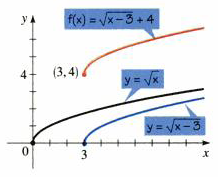 y
f(x) = √x − 3 + 4
4
(3, 4)
y = √x
y = √x − 3
0
3
x